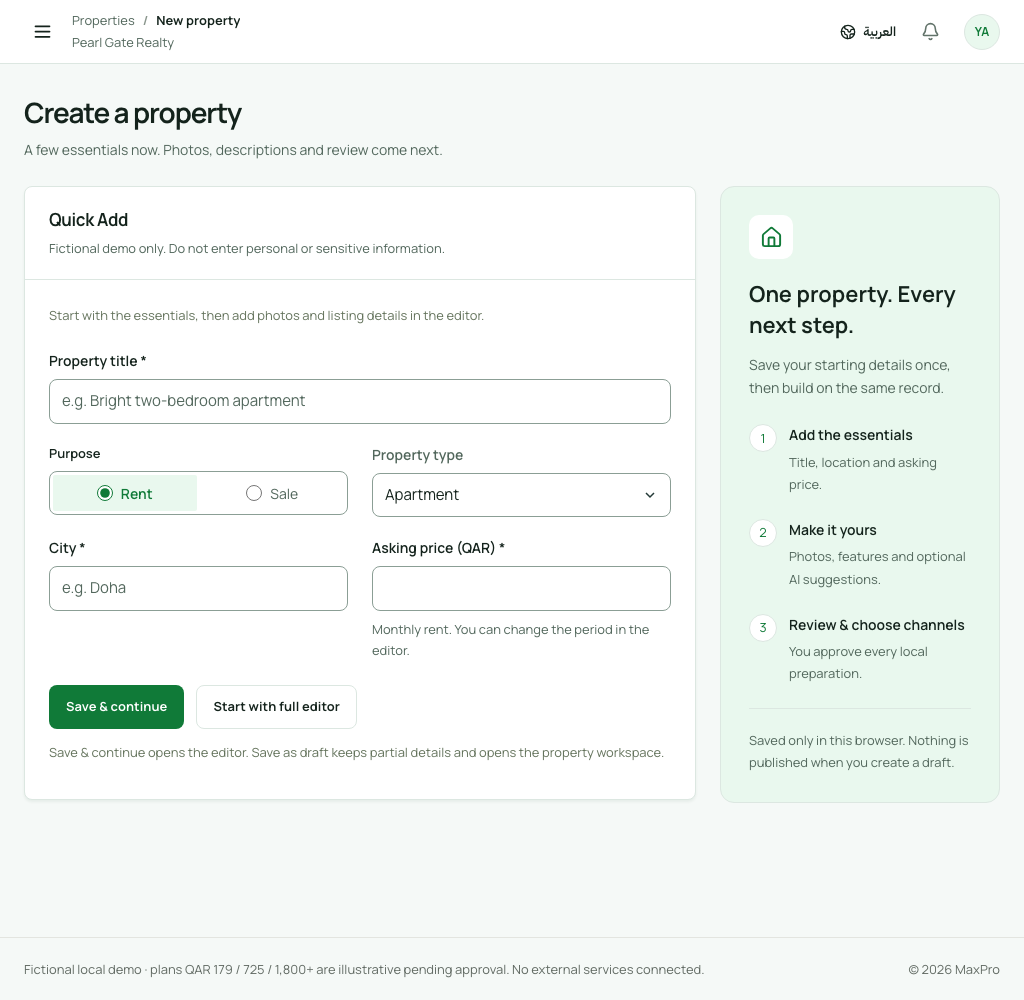 Properties / New property
Pearl Gate Realty
العربية
YA
Create a property
A few essentials now. Photos, descriptions and review come next.
Quick Add
Fictional demo only. Do not enter personal or sensitive information.
Start with the essentials, then add photos and listing details in the editor.
Property title *
e.g. Bright two-bedroom apartment
Purpose
Rent
Sale
Property type
Apartment
City *
e.g. Doha
Asking price (QAR) *
Monthly rent. You can change the period in the
editor.
Save & continue
Start with full editor
Save & continue opens the editor. Save as draft keeps partial details and opens the property workspace.
One property. Every
next step.
Save your starting details once,
then build on the same record.
1
Add the essentials
Title, location and asking
price.
2
Make it yours
Photos, features and optional
AI suggestions.
3
Review & choose channels
You approve every local
preparation.
Saved only in this browser. Nothing is
published when you create a draft.
Fictional local demo · plans QAR 179 / 725 / 1,800+ are illustrative pending approval. No external services connected.
© 2026 MaxPro